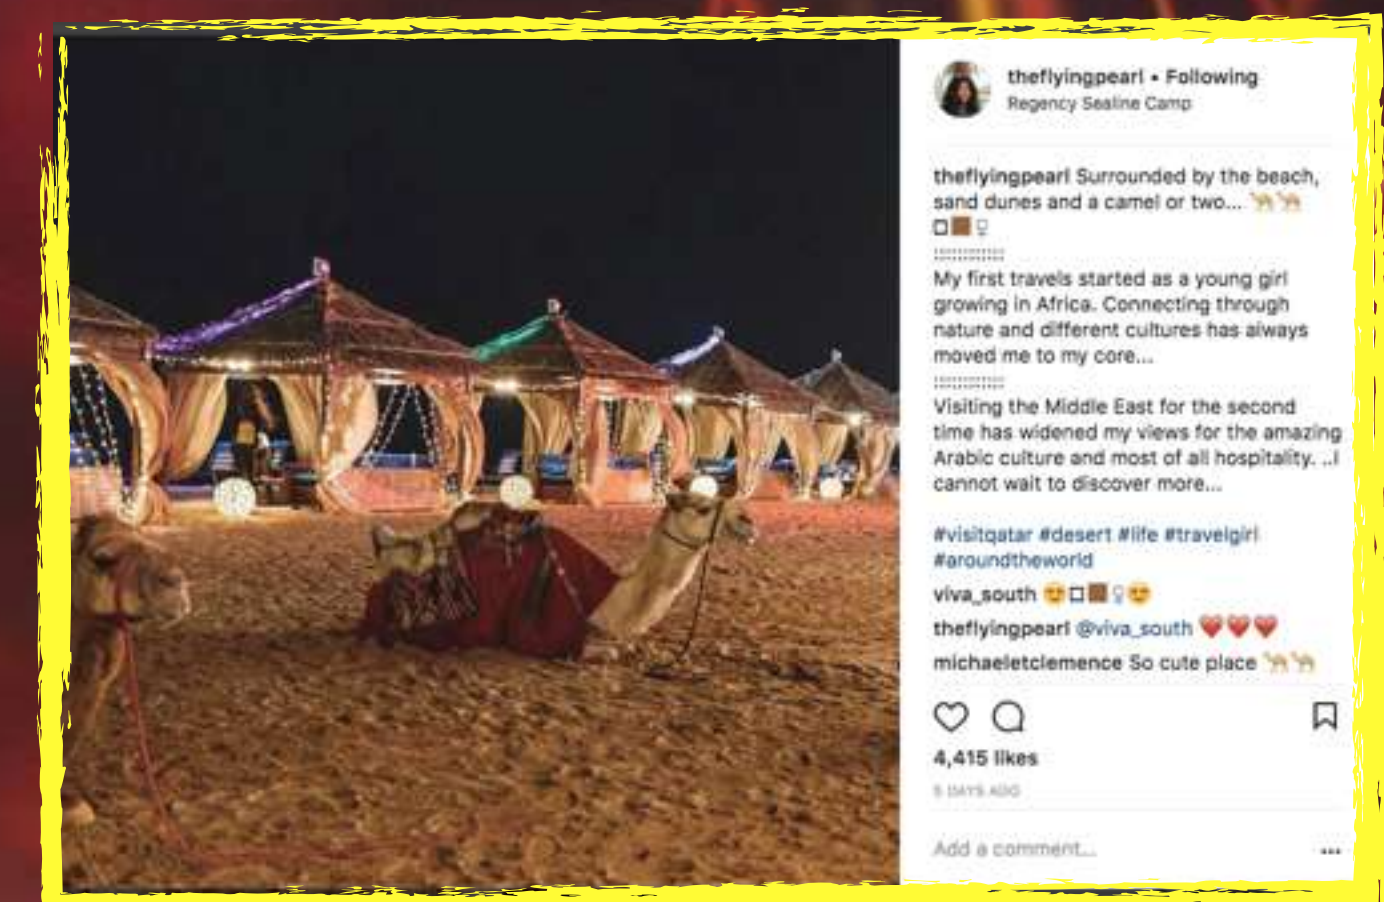 theflyingpearl • Following
Regency Sealine Camp
theflyingpearl Surrounded by the beach,
sand dunes and a camel or two... 🐪🐪
□🏾♀
::::::::::::
My first travels started as a young girl
growing in Africa. Connecting through
nature and different cultures has always
moved me to my core...
::::::::::::
Visiting the Middle East for the second
time has widened my views for the amazing
Arabic culture and most of all hospitality. ..I
cannot wait to discover more...
#visitqatar #desert #life #travelgirl
#aroundtheworld
viva_south 😍□🏾♀😍
theflyingpearl @viva_south ❤❤❤
michaeletclemence So cute place 🐪🐪
4,415 likes
5 DAYS AGO
Add a comment...